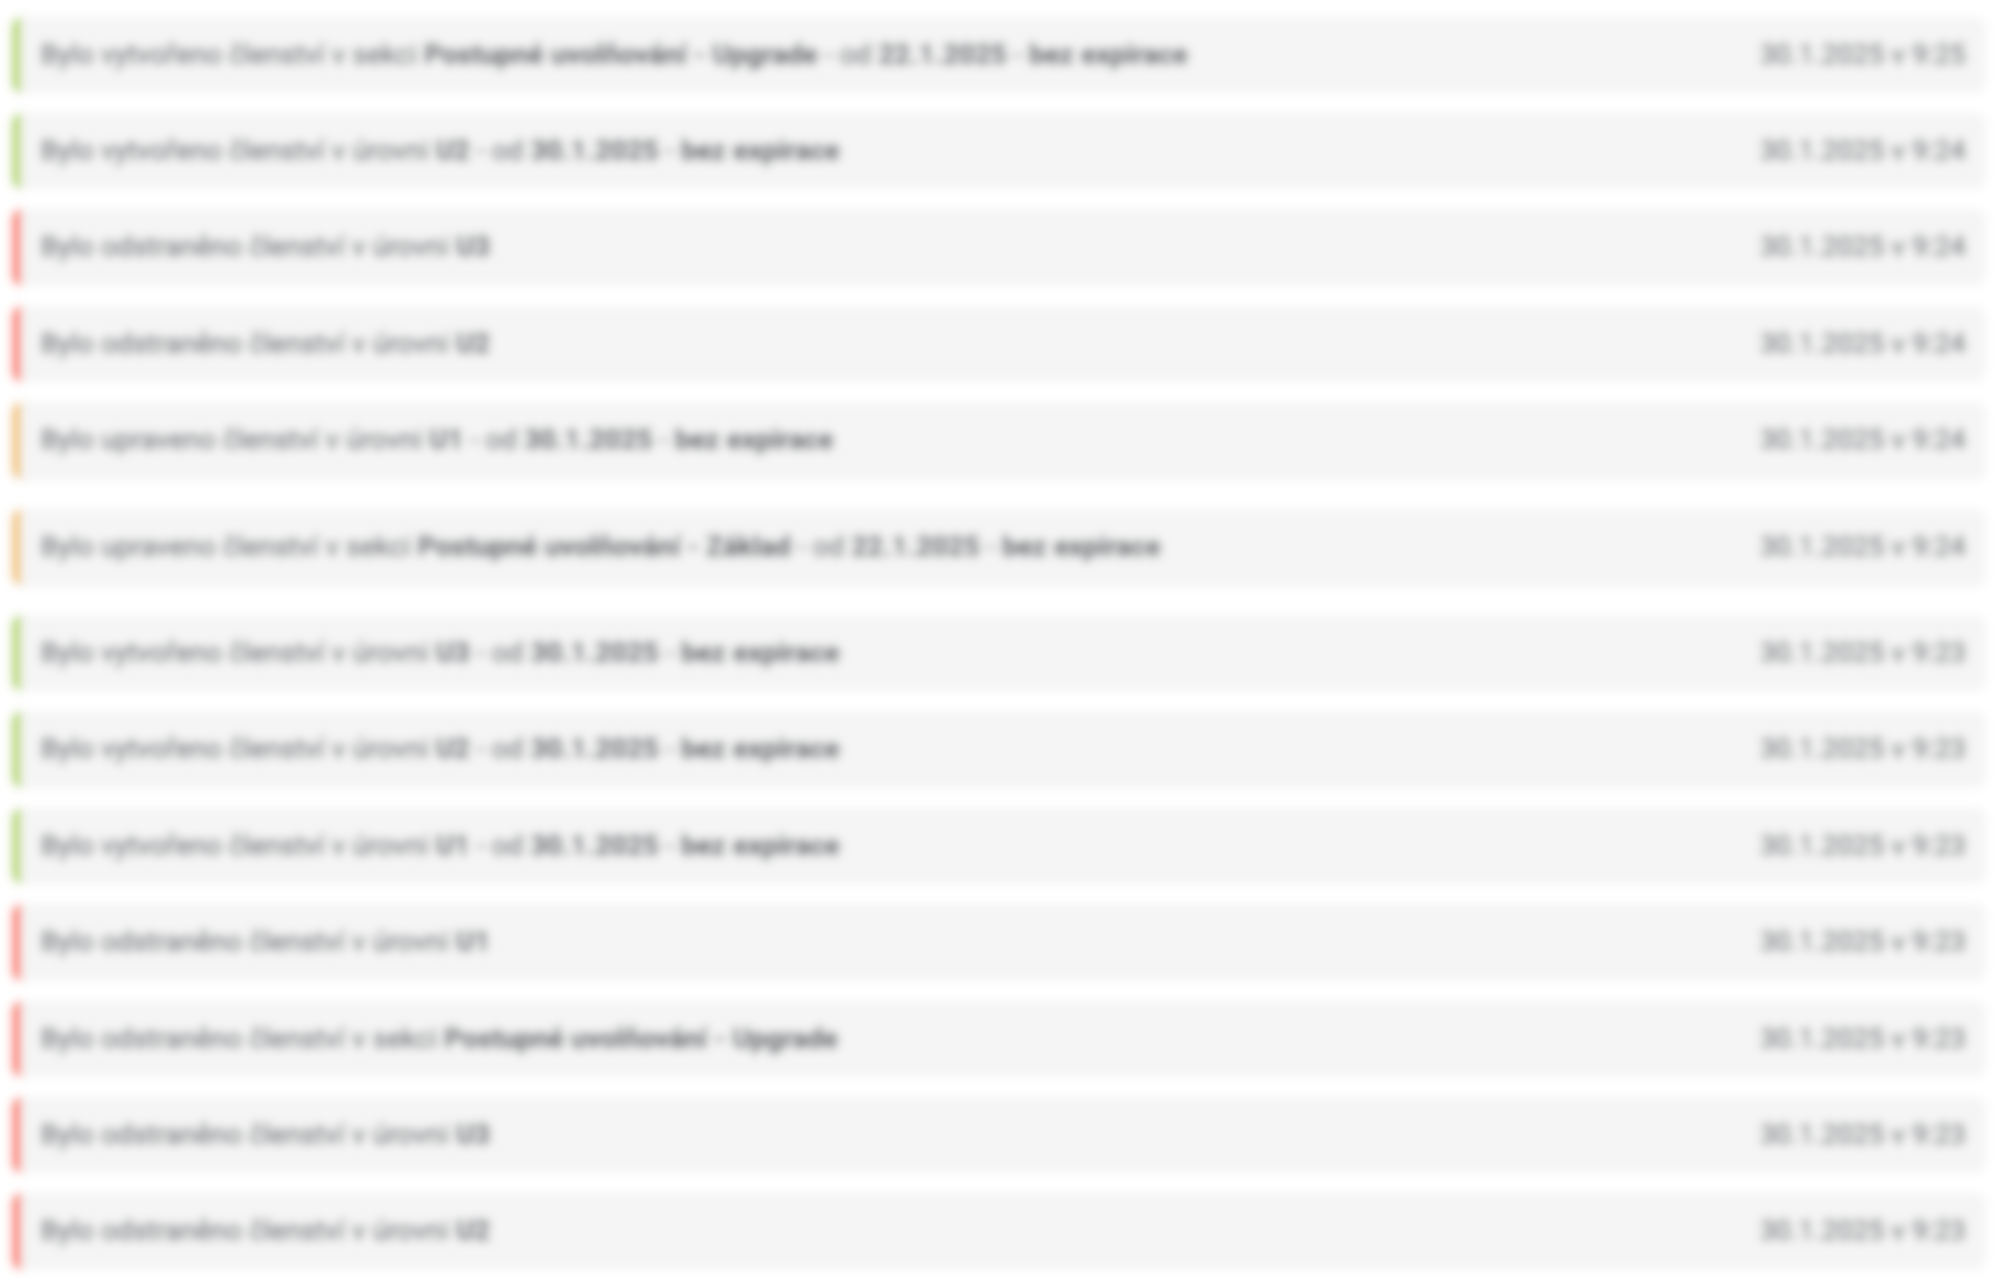 Bylo vytvořeno členství v sekci Postupné uvolňování - Upgrade - od 22.1.2025 - bez expirace 30.1.2025 v 9:25
Bylo vytvořeno členství v úrovni U2 - od 30.1.2025 - bez expirace 30.1.2025 v 9:24
Bylo odstraněno členství v úrovni U3 30.1.2025 v 9:24
Bylo odstraněno členství v úrovni U2 30.1.2025 v 9:24
Bylo upraveno členství v úrovni U1 - od 30.1.2025 - bez expirace 30.1.2025 v 9:24
Bylo upraveno členství v sekci Postupné uvolňování - Základ - od 22.1.2025 - bez expirace 30.1.2025 v 9:24
Bylo vytvořeno členství v úrovni U3 - od 30.1.2025 - bez expirace 30.1.2025 v 9:23
Bylo vytvořeno členství v úrovni U2 - od 30.1.2025 - bez expirace 30.1.2025 v 9:23
Bylo vytvořeno členství v úrovni U1 - od 30.1.2025 - bez expirace 30.1.2025 v 9:23
Bylo odstraněno členství v úrovni U1 30.1.2025 v 9:23
Bylo odstraněno členství v sekci Postupné uvolňování - Upgrade 30.1.2025 v 9:23
Bylo odstraněno členství v úrovni U3 30.1.2025 v 9:23
Bylo odstraněno členství v úrovni U2 30.1.2025 v 9:23